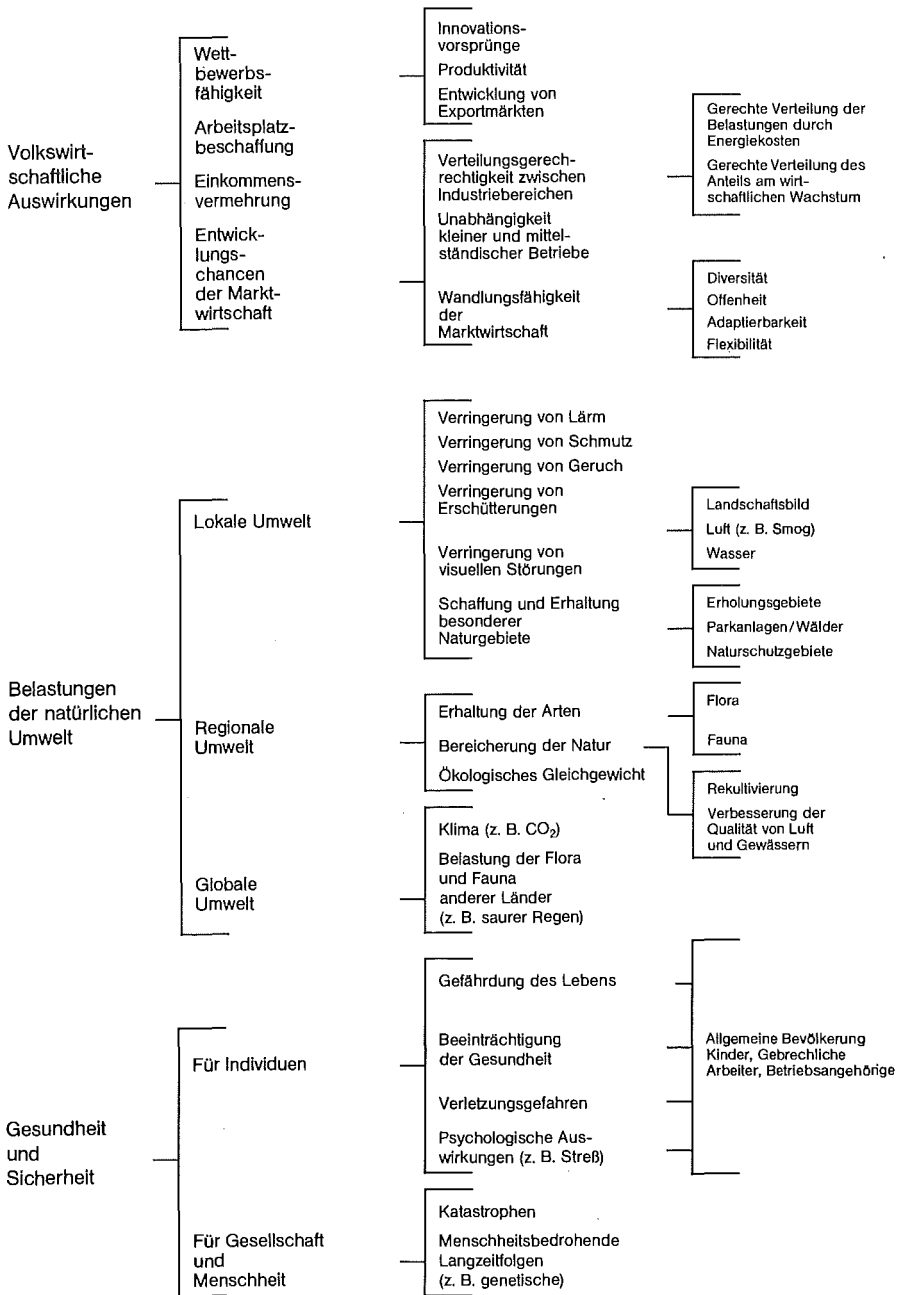 Volkswirt-
schaftliche
Auswirkungen
Wett-
bewerbs-
fähigkeit
Arbeitsplatz-
beschaffung
Einkommens-
vermehrung
Entwick-
lungs-
chancen
der Markt-
wirtschaft
Innovations-
vorsprünge
Produktivität
Entwicklung von
Exportmärkten
Verteilungsgerech-
rechtigkeit zwischen
Industriebereichen
Unabhängigkeit
kleiner und mittel-
ständischer Betriebe
Wandlungsfähigkeit
der
Marktwirtschaft
Gerechte Verteilung der
Belastungen durch
Energiekosten
Gerechte Verteilung des
Anteils am wirt-
schaftlichen Wachstum
Diversität
Offenheit
Adaptierbarkeit
Flexibilität
Belastungen
der natürlichen
Umwelt
Lokale Umwelt
Verringerung von Lärm
Verringerung von Schmutz
Verringerung von Geruch
Verringerung von
Erschütterungen
Verringerung von
visuellen Störungen
Schaffung und Erhaltung
besonderer
Naturgebiete
Landschaftsbild
Luft (z. B. Smog)
Wasser
Erholungsgebiete
Parkanlagen/Wälder
Naturschutzgebiete
Regionale
Umwelt
Erhaltung der Arten
Bereicherung der Natur
Ökologisches Gleichgewicht
Flora
Fauna
Rekultivierung
Verbesserung der
Qualität von Luft
und Gewässern
Globale
Umwelt
Klima (z. B. CO₂)
Belastung der Flora
und Fauna
anderer Länder
(z. B. saurer Regen)
Gesundheit
und
Sicherheit
Für Individuen
Gefährdung des Lebens
Beeinträchtigung
der Gesundheit
Verletzungsgefahren
Psychologische Aus-
wirkungen (z. B. Streß)
Allgemeine Bevölkerung
Kinder, Gebrechliche
Arbeiter, Betriebsangehörige
Für Gesellschaft
und
Menschheit
Katastrophen
Menschheitsbedrohende
Langzeitfolgen
(z. B. genetische)